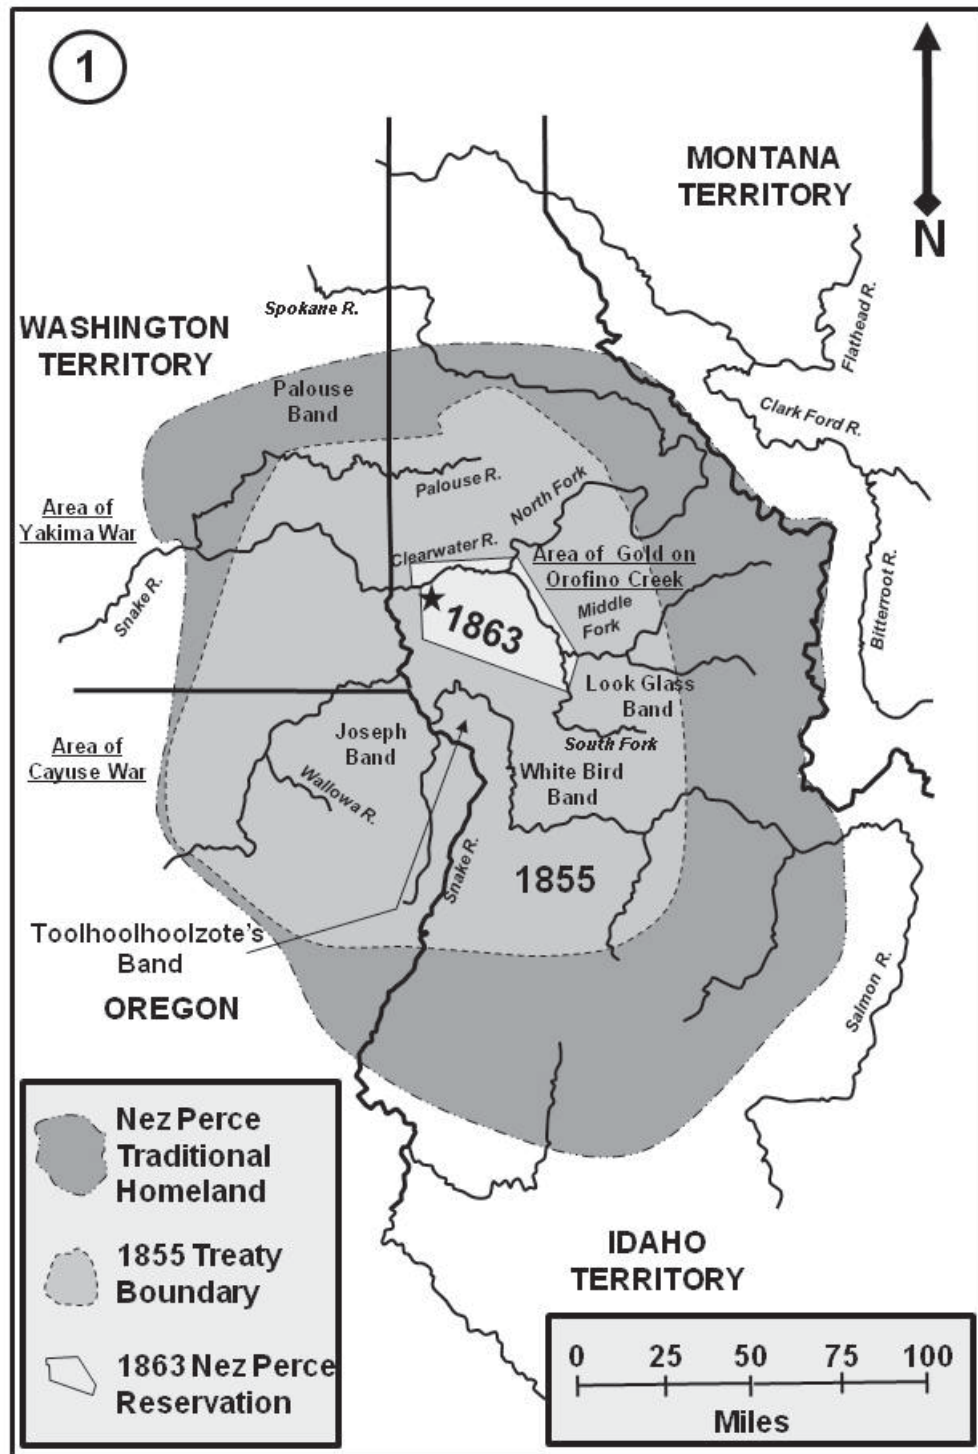 1
MONTANA
TERRITORY
N
Spokane R.
Flathead R.
WASHINGTON
TERRITORY
Palouse
Band
Clark Ford R.
Palouse R.
North Fork
Area of
Yakima War
Clearwater R.
Area of Gold on
Orofino Creek
Snake R.
Middle
Fork
1863
Bitterroot R.
Look Glass
Band
Joseph
Band
South Fork
Area of
Cayuse War
White Bird
Band
Wallowa R.
Snake R.
1855
Toolhoolhoolzote's
Band
OREGON
Salmon R.
Nez Perce
Traditional
Homeland
1855 Treaty
Boundary
1863 Nez Perce
Reservation
IDAHO
TERRITORY
0 25 50 75 100
Miles